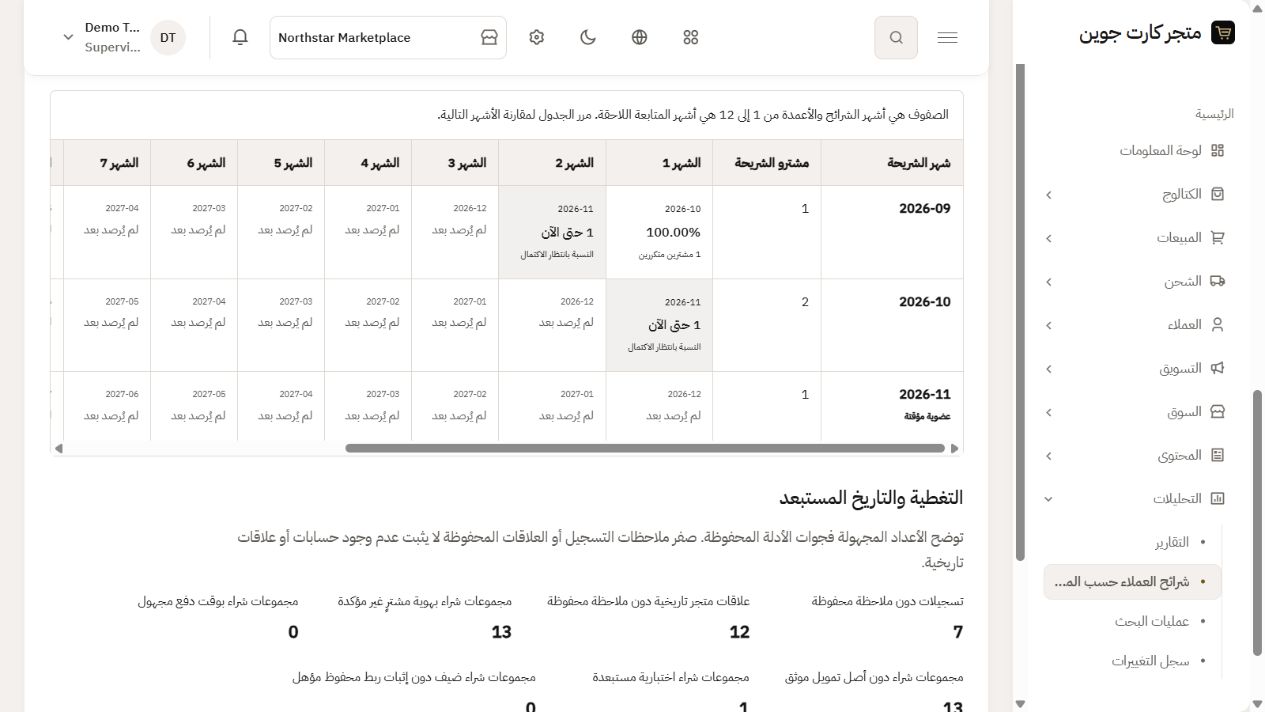 متجر كارت جوين
Northstar Marketplace
DT
Demo T...
Supervi...
الرئيسية
لوحة المعلومات
الكتالوج
المبيعات
الشحن
العملاء
التسويق
السوق
المحتوى
التحليلات
التقارير
شرائح العملاء حسب المـ...
عمليات البحث
سجل التغييرات
الصفوف هي أشهر الشرائح والأعمدة من 1 إلى 12 هي أشهر المتابعة اللاحقة. مرر الجدول لمقارنة الأشهر التالية.
شهر الشريحة مشترو الشريحة الشهر 1 الشهر 2 الشهر 3 الشهر 4 الشهر 5 الشهر 6 الشهر 7
2026-09 1 2026-10 2026-11 2026-12 2027-01 2027-02 2027-03 2027-04
100.00% 1 حتى الآن لم يُرصد بعد لم يُرصد بعد لم يُرصد بعد لم يُرصد بعد لم يُرصد بعد
1 مشترين متكررين النسبة بانتظار الاكتمال
2026-10 2 2026-11 2026-12 2027-01 2027-02 2027-03 2027-04 2027-05
1 حتى الآن لم يُرصد بعد لم يُرصد بعد لم يُرصد بعد لم يُرصد بعد لم يُرصد بعد لم يُرصد بعد
النسبة بانتظار الاكتمال
2026-11 1 2026-12 2027-01 2027-02 2027-03 2027-04 2027-05 2027-06
عضوية مؤقتة لم يُرصد بعد لم يُرصد بعد لم يُرصد بعد لم يُرصد بعد لم يُرصد بعد لم يُرصد بعد لم يُرصد بعد
التغطية والتاريخ المستبعد
توضح الأعداد المجهولة فجوات الأدلة المحفوظة. صفر ملاحظات التسجيل أو العلاقات المحفوظة لا يثبت عدم وجود حسابات أو علاقات
تاريخية.
تسجيلات دون ملاحظة محفوظة علاقات متجر تاريخية دون ملاحظة محفوظة مجموعات شراء بهوية مشترٍ غير مؤكدة مجموعات شراء بوقت دفع مجهول
7 12 13 0
مجموعات شراء دون أصل تمويل موثق مجموعات شراء اختبارية مستبعدة مجموعات شراء ضيف دون إثبات ربط محفوظ مؤهل
13 1 0